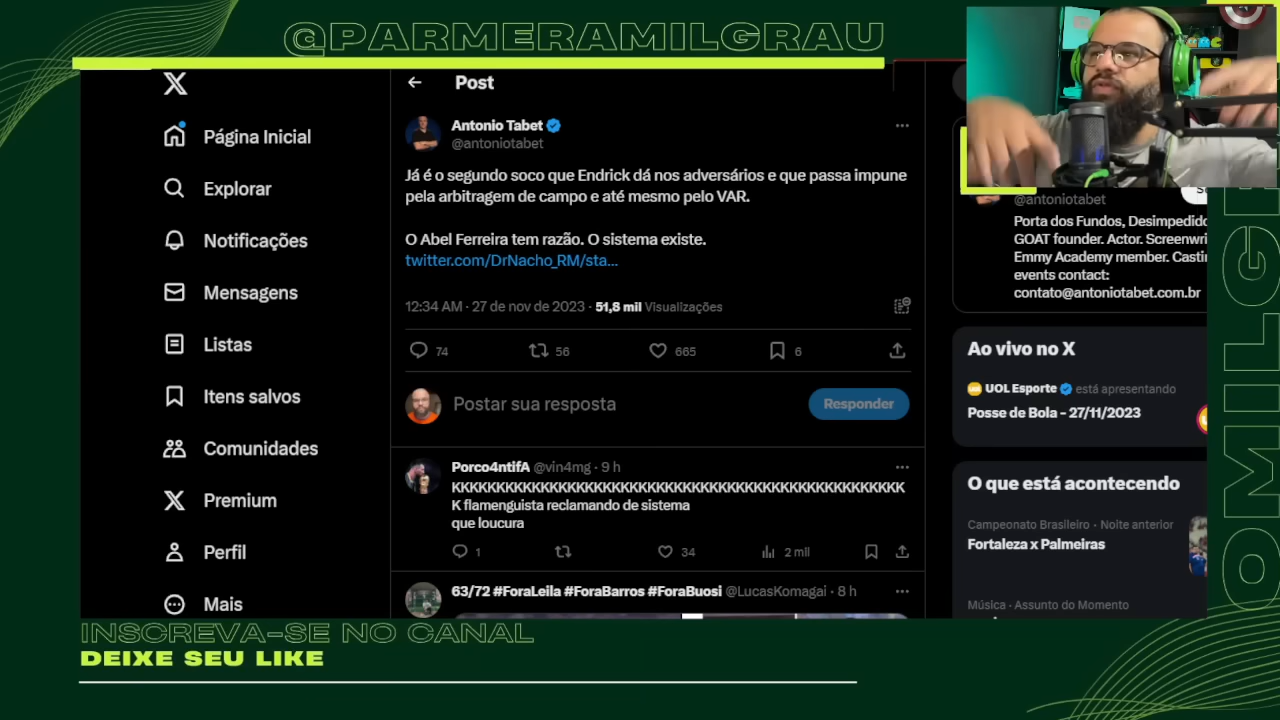 @PARMERAMILGRAU
Post
Página Inicial
Explorar
Notificações
Mensagens
Listas
Itens salvos
Comunidades
Premium
Perfil
Mais
Antonio Tabet
@antoniotabet
Já é o segundo soco que Endrick dá nos adversários e que passa impune
pela arbitragem de campo e até mesmo pelo VAR.
O Abel Ferreira tem razão. O sistema existe.
twitter.com/DrNacho_RM/sta...
12:34 AM · 27 de nov de 2023 · 51,8 mil Visualizações
74 56 665 6
Postar sua resposta
Responder
Porco4ntifA @vin4mg · 9 h
KKKKKKKKKKKKKKKKKKKKKKKKKKKKKKKKKKKKKKKKKKKKKKKKKK
K flamenguista reclamando de sistema
que loucura
1 34 2 mil
63/72 #ForaLeila #ForaBarros #ForaBuosi @LucasKomagai · 8 h
@antoniotabet
Porta dos Fundos, Desimpedido
GOAT founder. Actor. Screenwri
Emmy Academy member. Castin
events contact:
contato@antoniotabet.com.br
Ao vivo no X
UOL Esporte está apresentando
Posse de Bola - 27/11/2023
O que está acontecendo
Campeonato Brasileiro · Noite anterior
Fortaleza x Palmeiras
Música · Assunto do Momento
INSCREVA-SE NO CANAL
DEIXE SEU LIKE